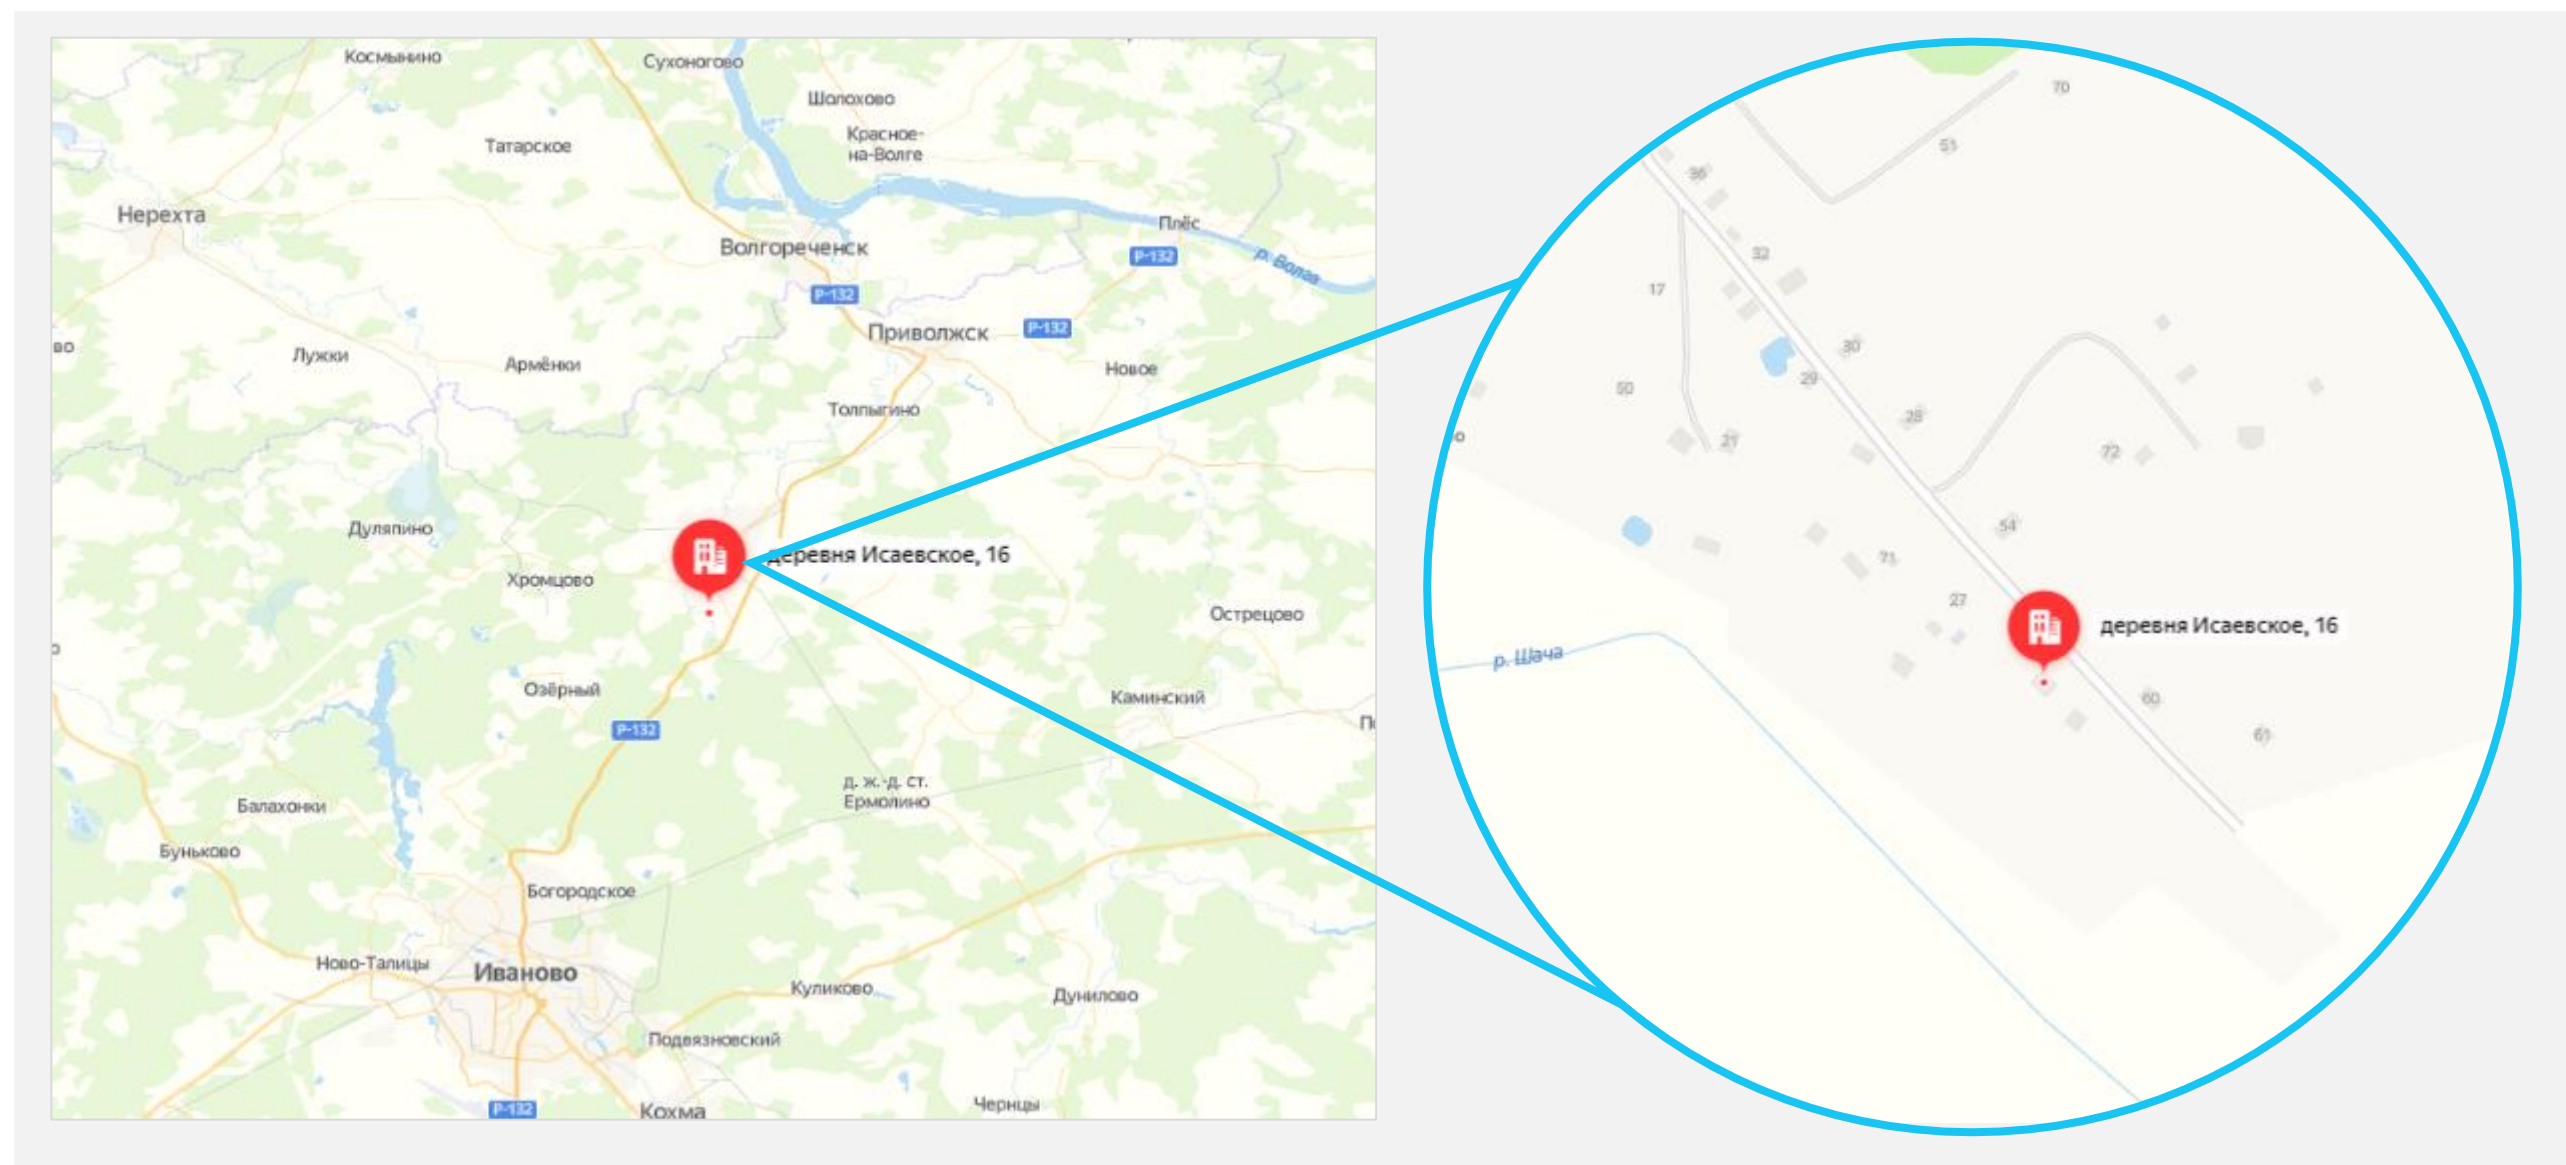 Космынино
Сухоногово
Шолохово
Красное-
на-Волге
Татарское
Нерехта
Плёс
Волгореченск
Р-132
р. Волга
Р-132
Приволжск
Р-132
во
Лужки
Армёнки
Новое
Толпыгино
Дуляпино
деревня Исаевское, 16
Хромцово
Острецово
Озёрный
Каминский
Р-132
д. ж.-д. ст.
Ермолино
Балахонки
Буньково
Богородское
Ново-Талицы
Иваново
Куликово
Дунилово
Подвязновский
Р-132
Кохма
Чернцы
70
51
36
32
17
30
29
50
28
21
72
54
71
27
деревня Исаевское, 16
р. Шача
60
61